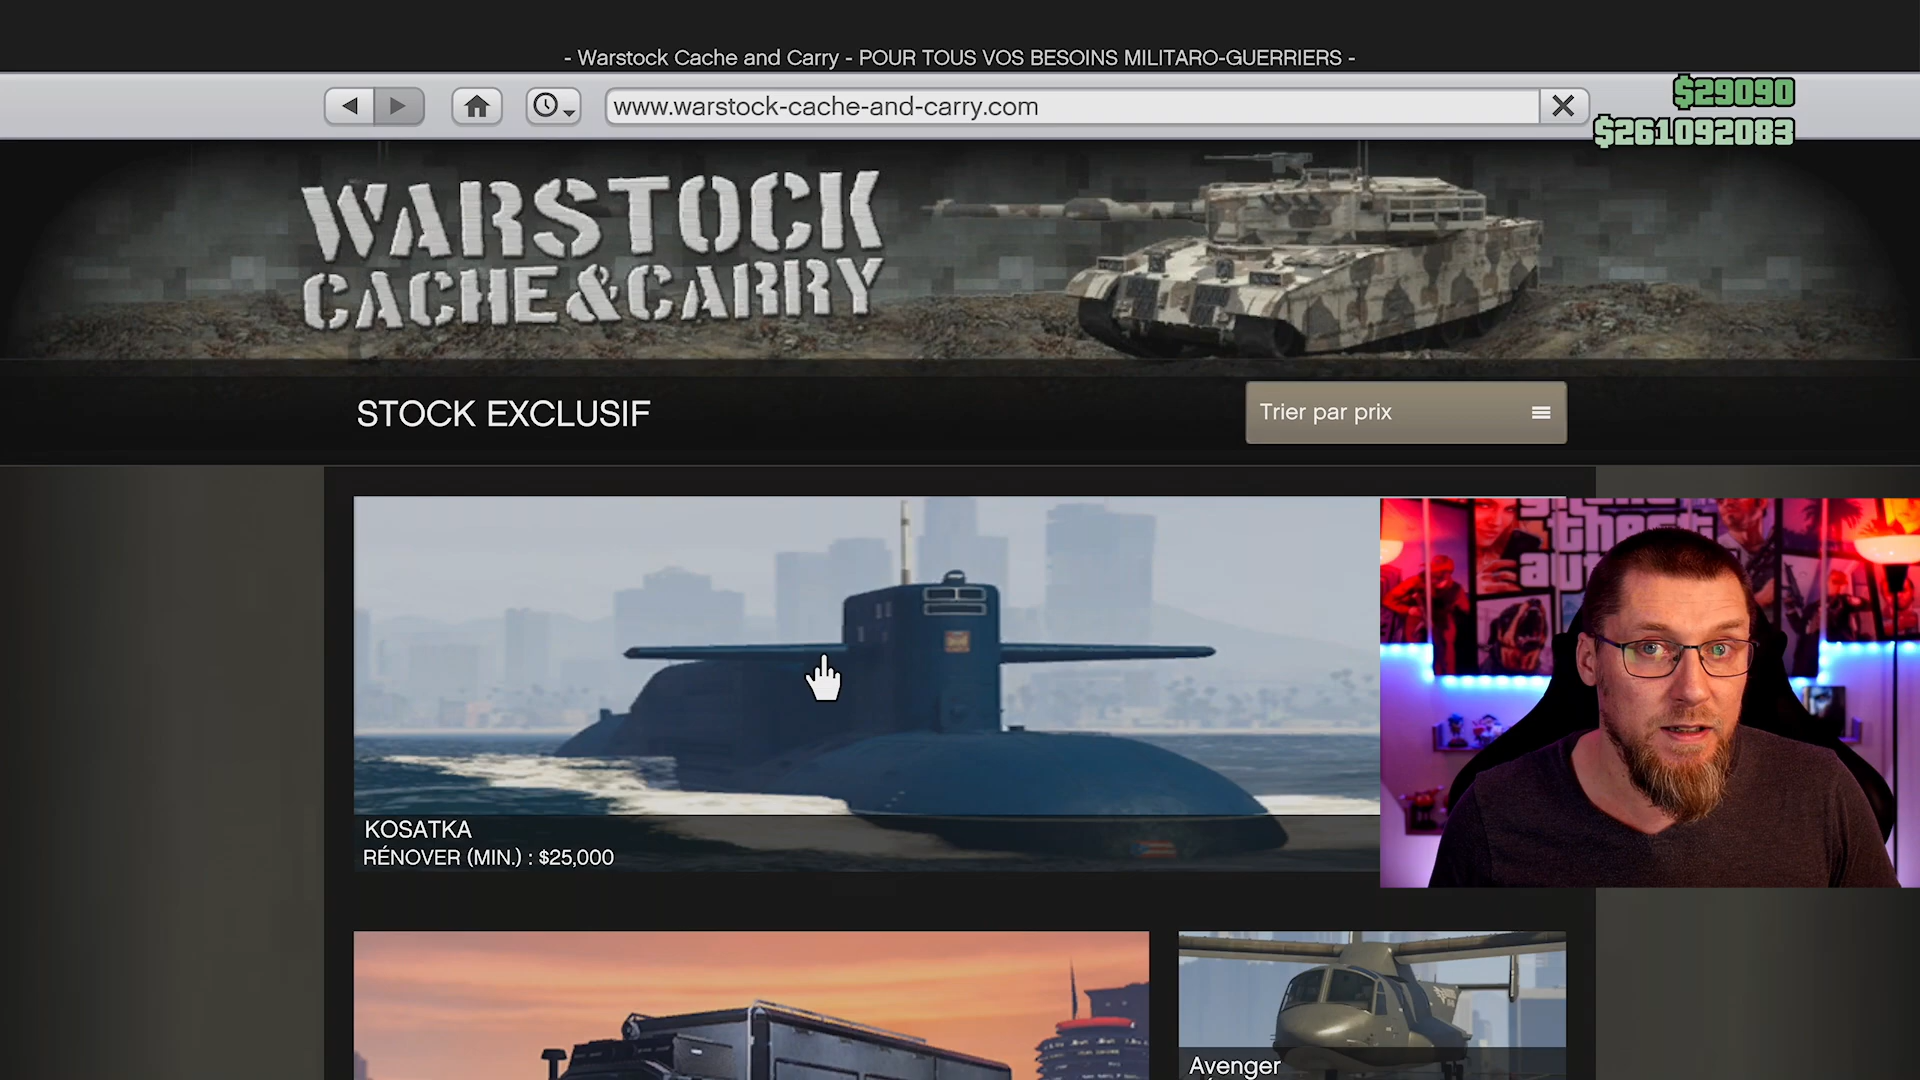 - Warstock Cache and Carry - POUR TOUS VOS BESOINS MILITARO-GUERRIERS -
www.warstock-cache-and-carry.com
$29090
$261092083
WARSTOCK
CACHE&CARRY
STOCK EXCLUSIF
Trier par prix
KOSATKA
RÉNOVER (MIN.) : $25,000
theft
Avenger